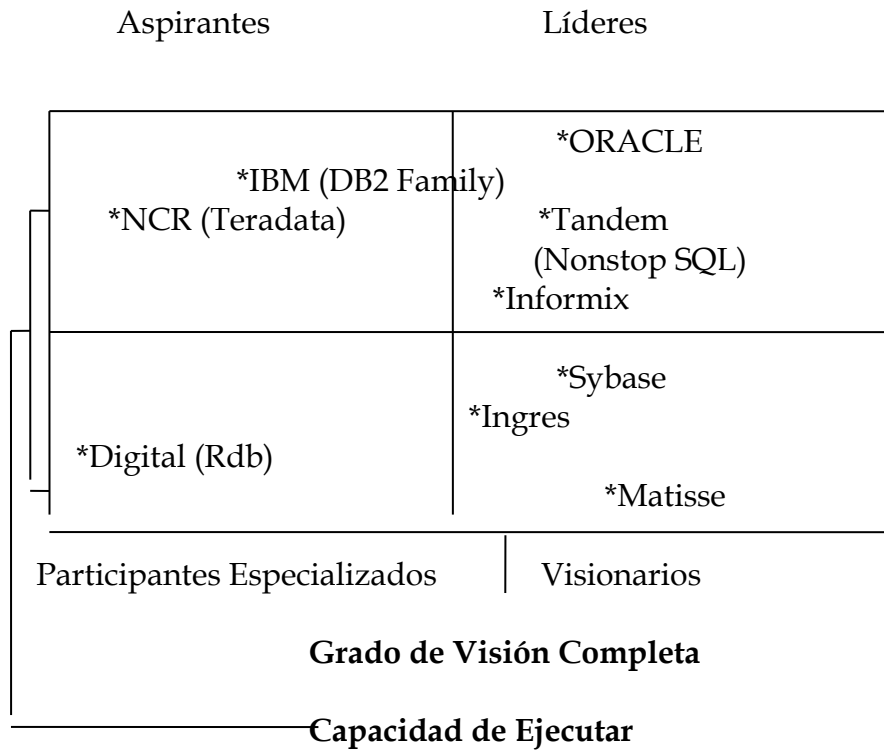 Aspirantes Líderes
*ORACLE
*IBM (DB2 Family)
*NCR (Teradata) *Tandem
(Nonstop SQL)
*Informix
*Sybase
*Ingres
*Digital (Rdb)
*Matisse
Participantes Especializados Visionarios
Grado de Visión Completa
Capacidad de Ejecutar